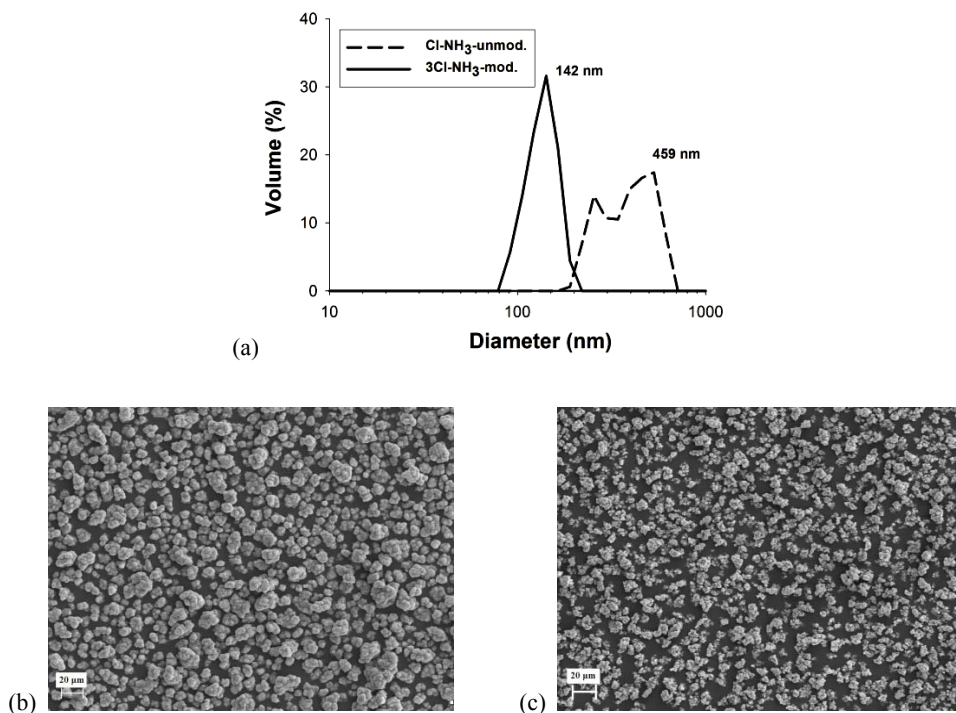 40
30
20
10
0
Volume (%)
Cl-NH3-unmod.
3Cl-NH3-mod.
142 nm
459 nm
10
100
1000
Diameter (nm)
(a)
20 µm
(b)
20 µm
(c)